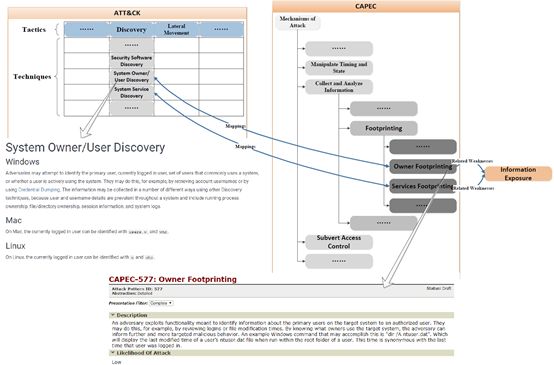 ATT&CK
Tactics
......
Discovery
Lateral
Movement
......
Techniques
......
Security Software
Discovery
System Owner/
User Discovery
System Service
Discovery
......
CAPEC
Mechanisms of
Attack
......
Manipulate Timing and
State
Collect and Analyze
Information
......
Footprinting
......
Owner Footprinting
Services Footprinting
......
......
Subvert Access
Control
......
Mappings
Mappings
Related Weaknesses
Related Weaknesses
Information
Exposure
System Owner/User Discovery
Windows
Adversaries may attempt to identify the primary user, currently logged in user, set of users that commonly uses a system,
or whether a user is actively using the system. They may do this, for example, by retrieving account usernames or by
using Credential Dumping. The information may be collected in a number of different ways using other Discovery
techniques, because user and username details are prevalent throughout a system and include running process
ownership, file/directory ownership, session information, and system logs.
Mac
On Mac, the currently logged in user can be identified with users, w, and who.
Linux
On Linux, the currently logged in user can be identified with w and who.
CAPEC-577: Owner Footprinting
Attack Pattern ID: 577
Abstraction: Detailed
Status: Draft
Presentation Filter: Complete
Description
An adversary exploits functionality meant to identify information about the primary users on the target system to an authorized user. They
may do this, for example, by reviewing logins or file modification times. By knowing what owners use the target system, the adversary can
inform further and more targeted malicious behavior. An example Windows command that may accomplish this is "dir /A ntuser.dat". Which
will display the last modified time of a user's ntuser.dat file when run within the root folder of a user. This time is synonymous with the last
time that user was logged in.
Likelihood Of Attack
Low